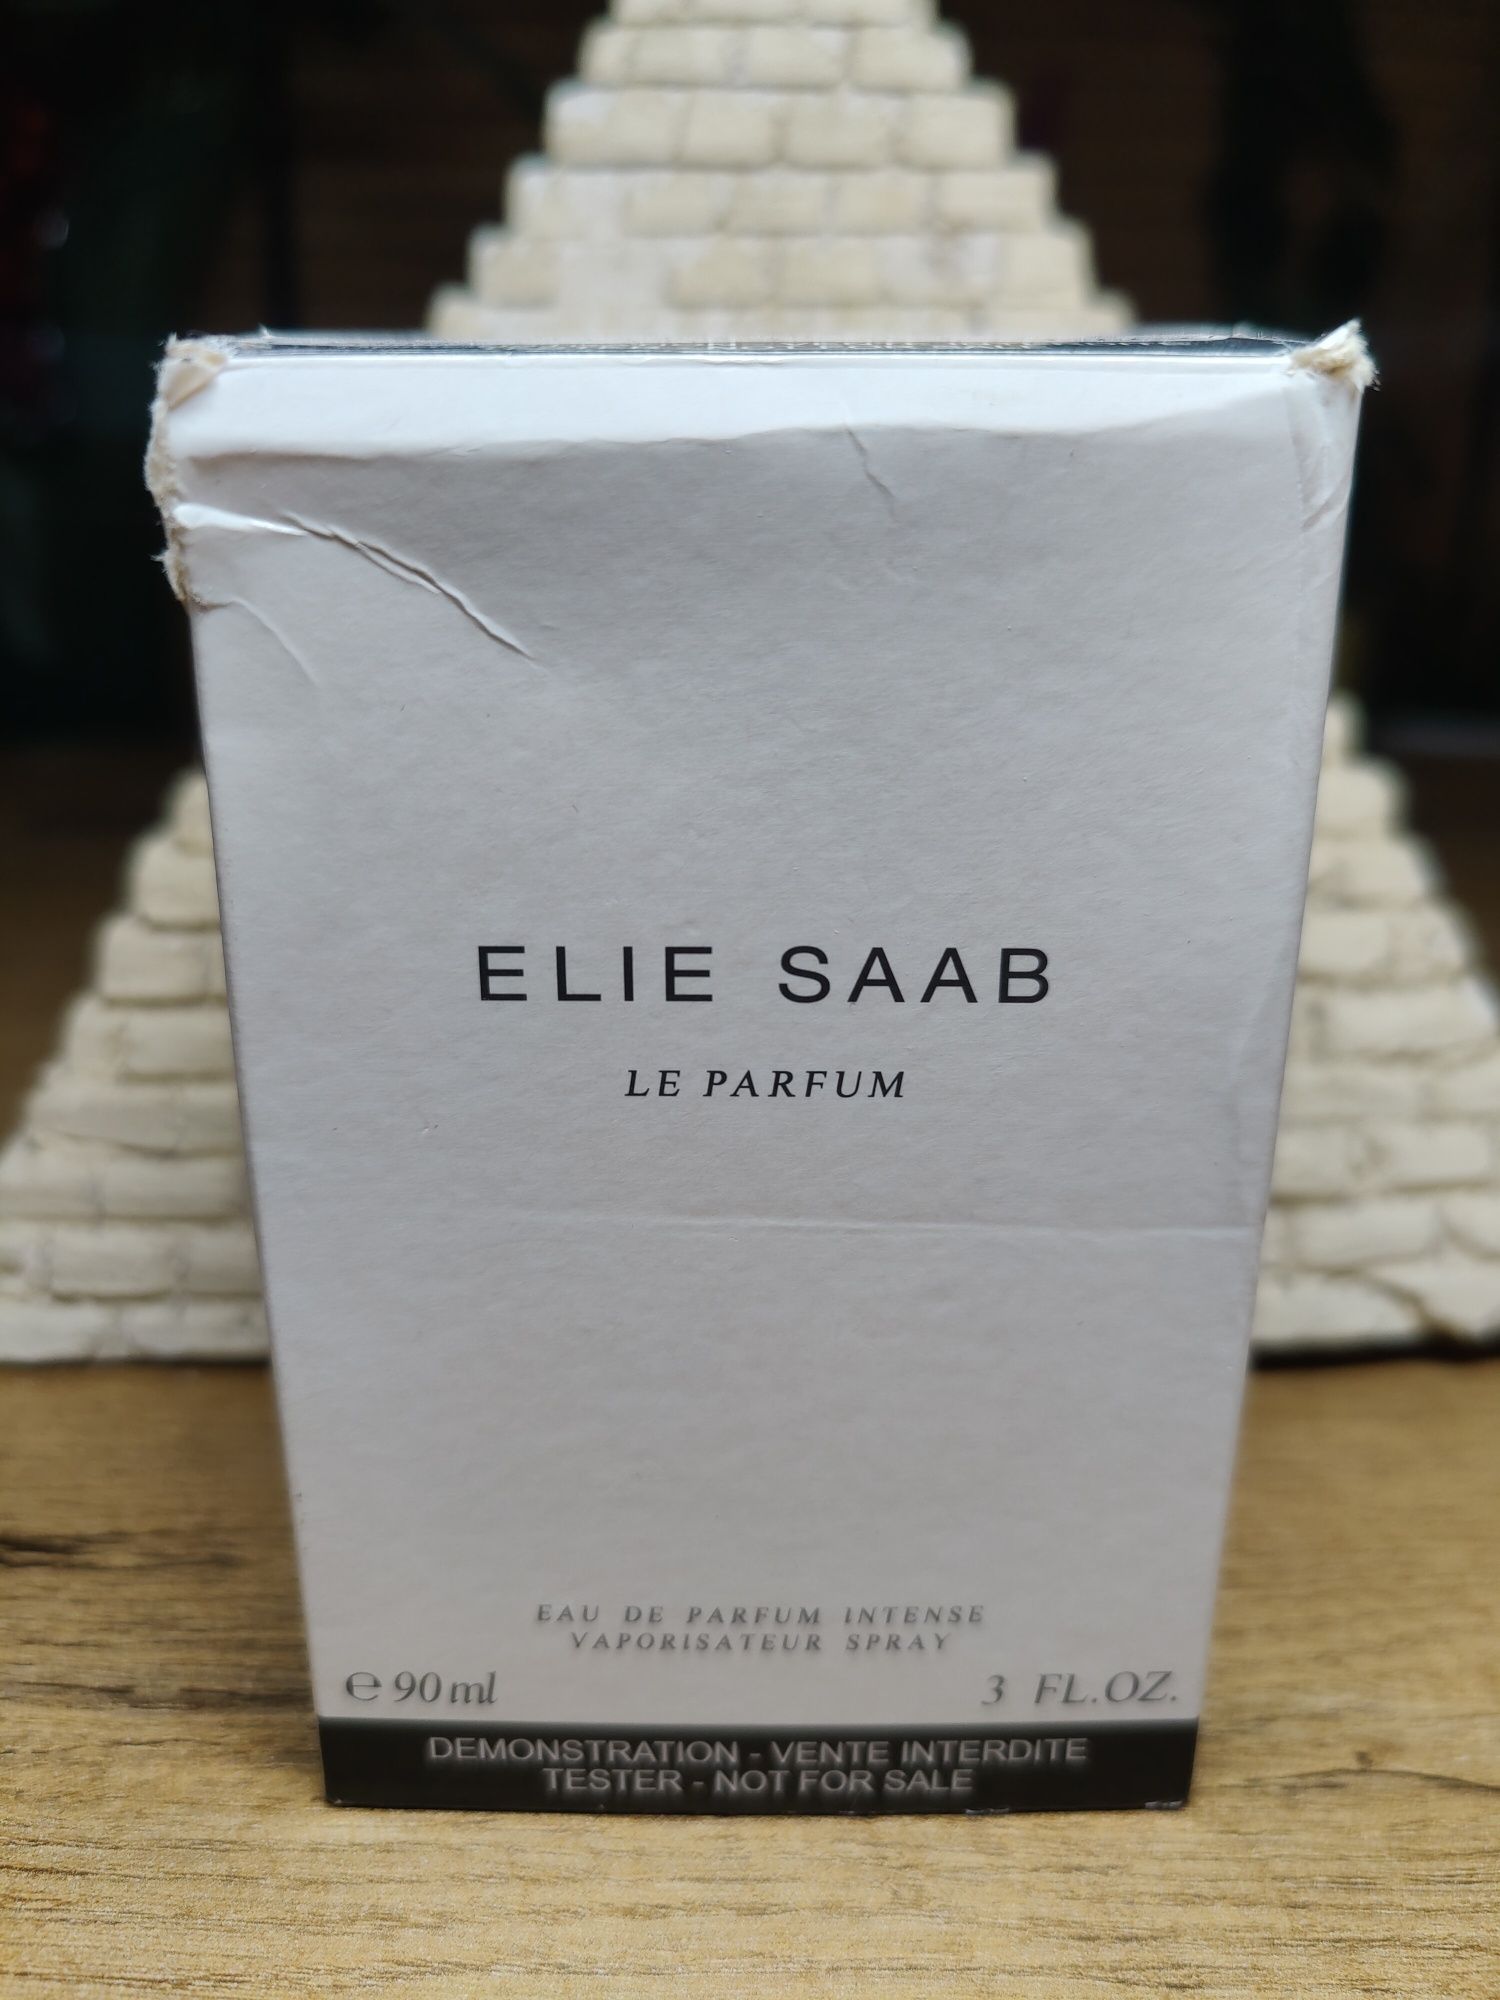 ELIE SAAB
LE PARFUM
EAU DE PARFUM INTENSE
VAPORISATEUR SPRAY
℮ 90 ml 3 FL.OZ.
DEMONSTRATION - VENTE INTERDITE
TESTER - NOT FOR SALE